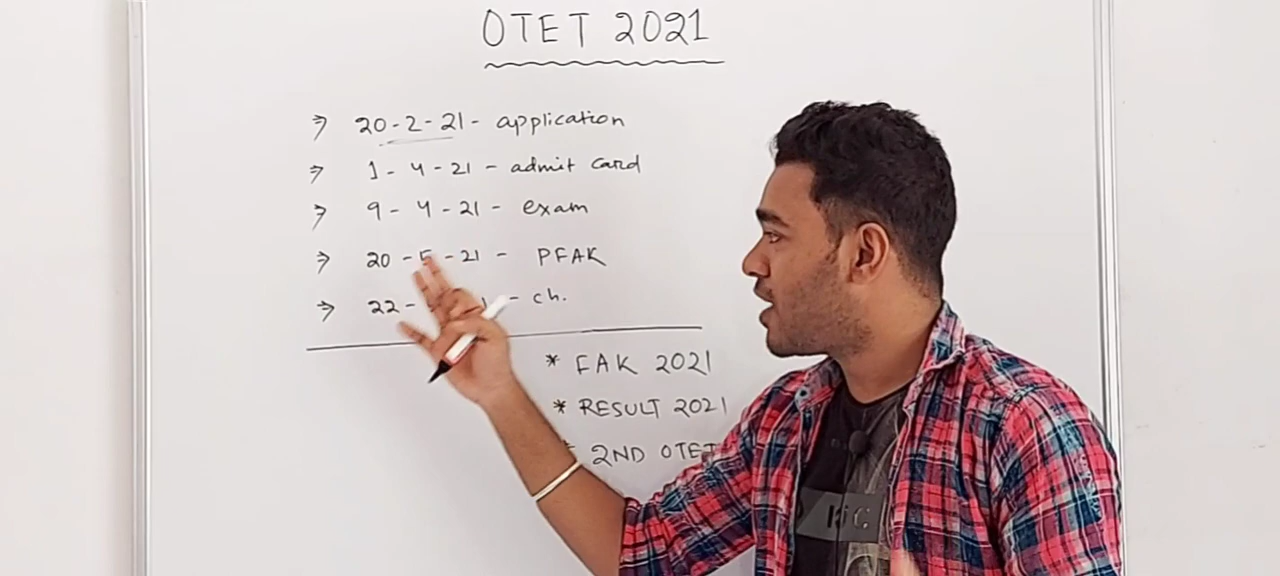 OTET 2021
⇒ 20-2-21 - application
⇒ 1-4-21 - admit card
⇒ 9-4-21 - exam
⇒ 20-5-21 - PFAK
⇒ 22- - ch.
* FAK 2021
* RESULT 2021
* 2ND OTET